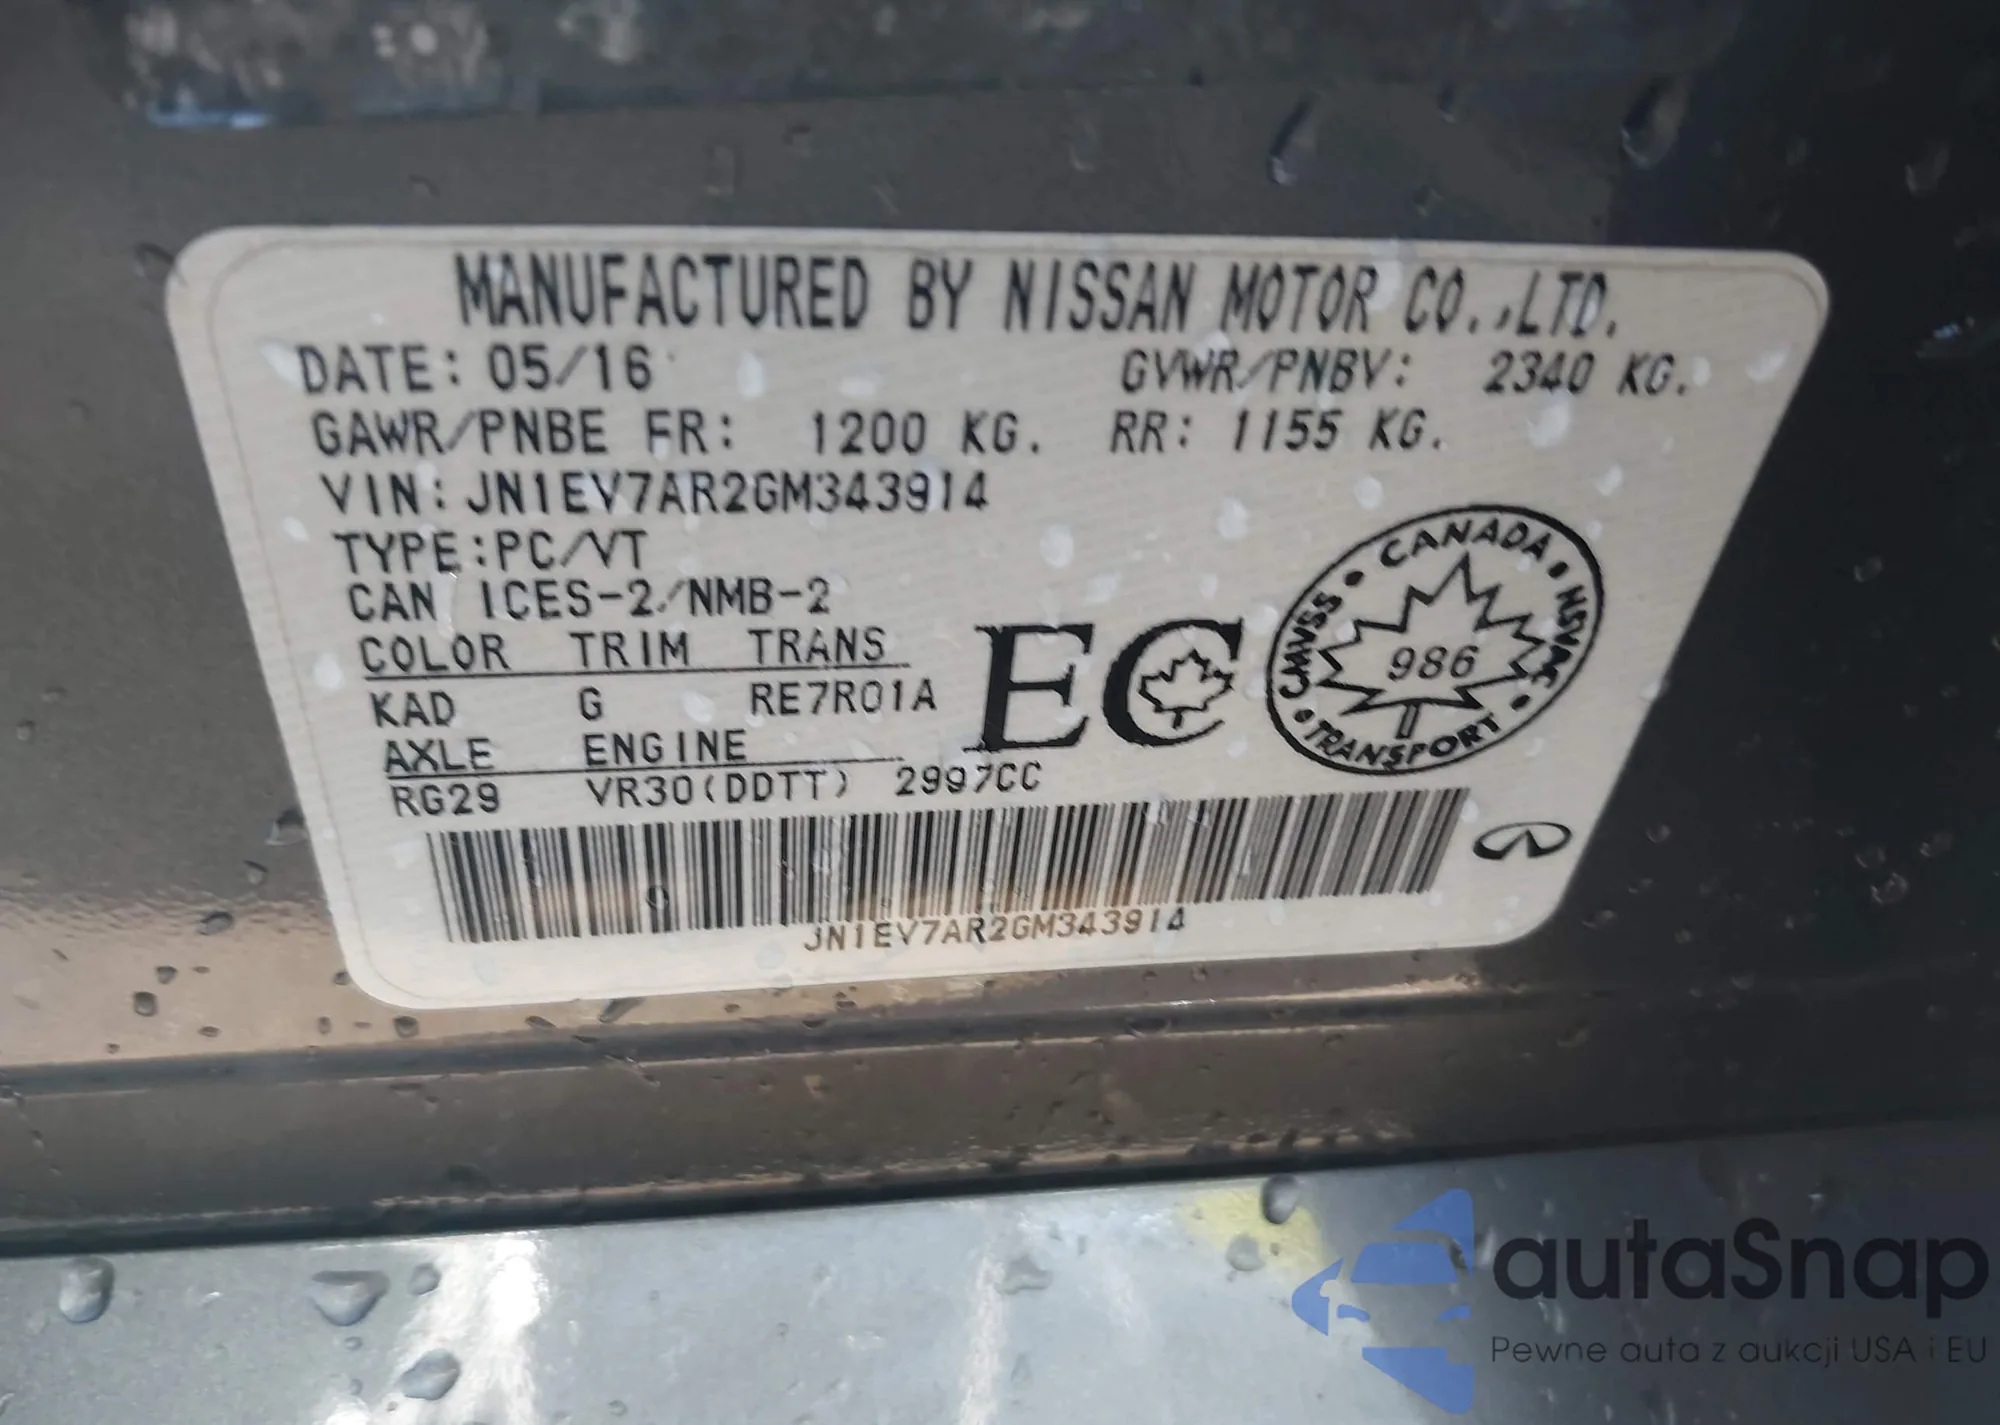 MANUFACTURED BY NISSAN MOTOR CO.,LTD.
DATE: 05/16 GVWR/PNBV: 2340 KG.
GAWR/PNBE FR: 1200 KG. RR: 1155 KG.
VIN: JN1EV7AR2GM343914
TYPE:PC/VT
CAN ICES-2/NMB-2
COLOR TRIM TRANS
KAD G RE7R01A
AXLE ENGINE
RG29 VR30(DDTT) 2997CC
EC
CANADA • NSVAC • TRANSPORT • CMVSS •
986
JN1EV7AR2GM343914
autaSnap
Pewne auta z aukcji USA i EU